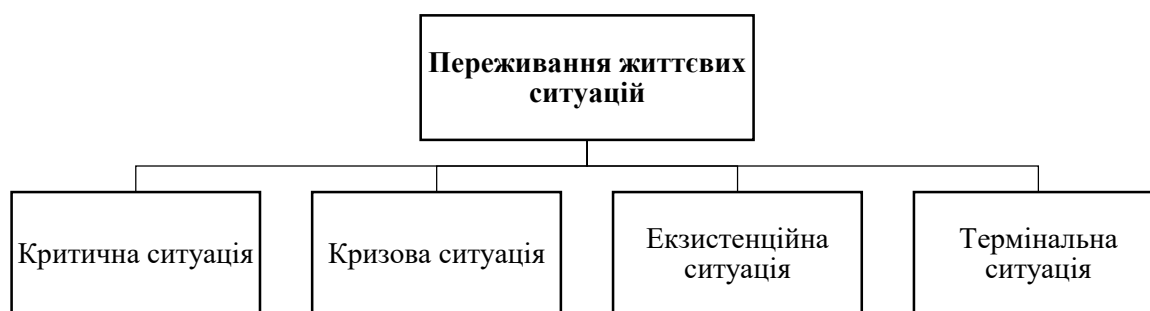 Переживання життєвих
ситуацій
Критична ситуація
Кризова ситуація
Екзистенційна
ситуація
Термінальна
ситуація